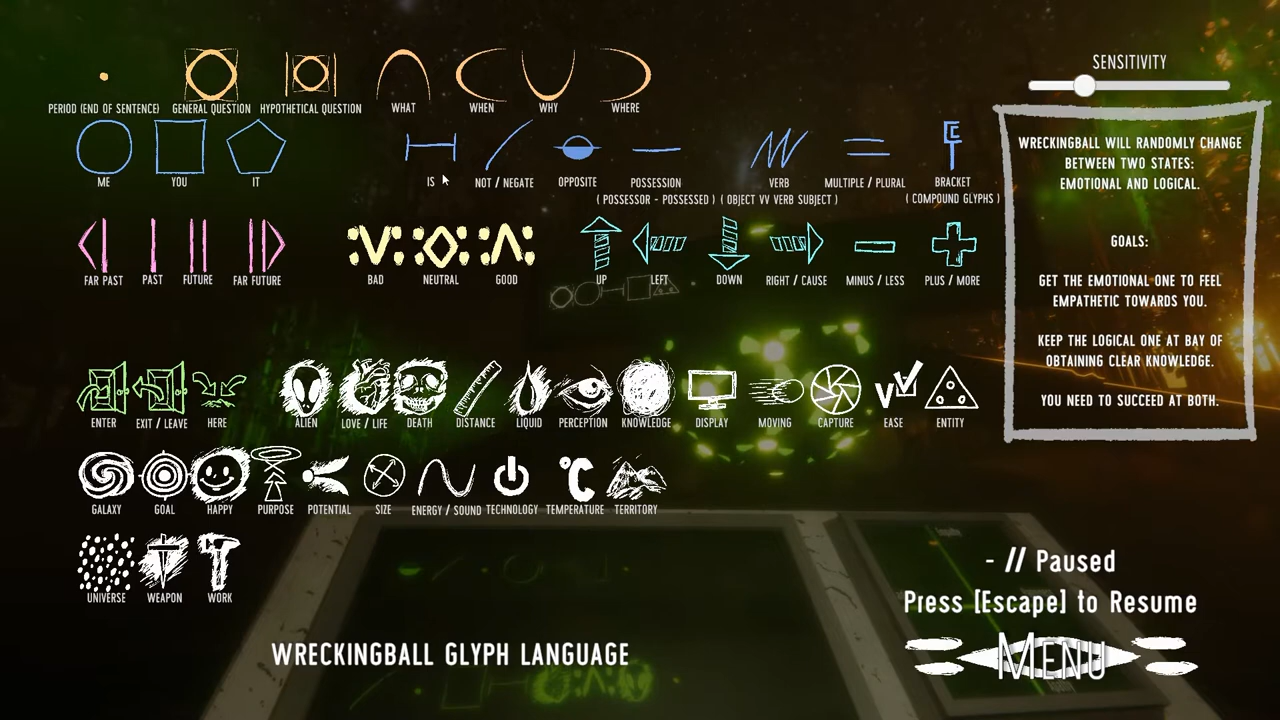 SENSITIVITY
PERIOD (END OF SENTENCE) GENERAL QUESTION HYPOTHETICAL QUESTION WHAT WHEN WHY WHERE
ME YOU IT IS NOT / NEGATE OPPOSITE POSSESSION VERB MULTIPLE / PLURAL BRACKET
( POSSESSOR - POSSESSED ) ( OBJECT VV VERB SUBJECT ) ( COMPOUND GLYPHS )
FAR PAST PAST FUTURE FAR FUTURE BAD NEUTRAL GOOD UP LEFT DOWN RIGHT / CAUSE MINUS / LESS PLUS / MORE
ENTER EXIT / LEAVE HERE ALIEN LOVE / LIFE DEATH DISTANCE LIQUID PERCEPTION KNOWLEDGE DISPLAY MOVING CAPTURE EASE ENTITY
GALAXY GOAL HAPPY PURPOSE POTENTIAL SIZE ENERGY / SOUND TECHNOLOGY TEMPERATURE TERRITORY
UNIVERSE WEAPON WORK
WRECKINGBALL GLYPH LANGUAGE
WRECKINGBALL WILL RANDOMLY CHANGE
BETWEEN TWO STATES:
EMOTIONAL AND LOGICAL.
GOALS:
GET THE EMOTIONAL ONE TO FEEL
EMPATHETIC TOWARDS YOU.
KEEP THE LOGICAL ONE AT BAY OF
OBTAINING CLEAR KNOWLEDGE.
YOU NEED TO SUCCEED AT BOTH.
- // Paused
Press [Escape] to Resume
MENU